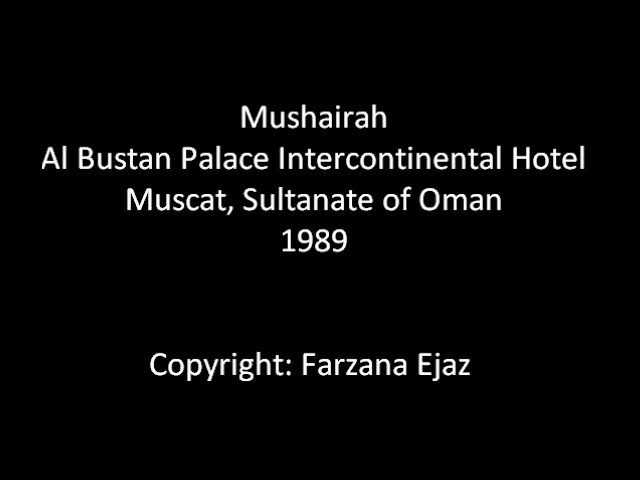 Mushairah
Al Bustan Palace Intercontinental Hotel
Muscat, Sultanate of Oman
1989
Copyright: Farzana Ejaz